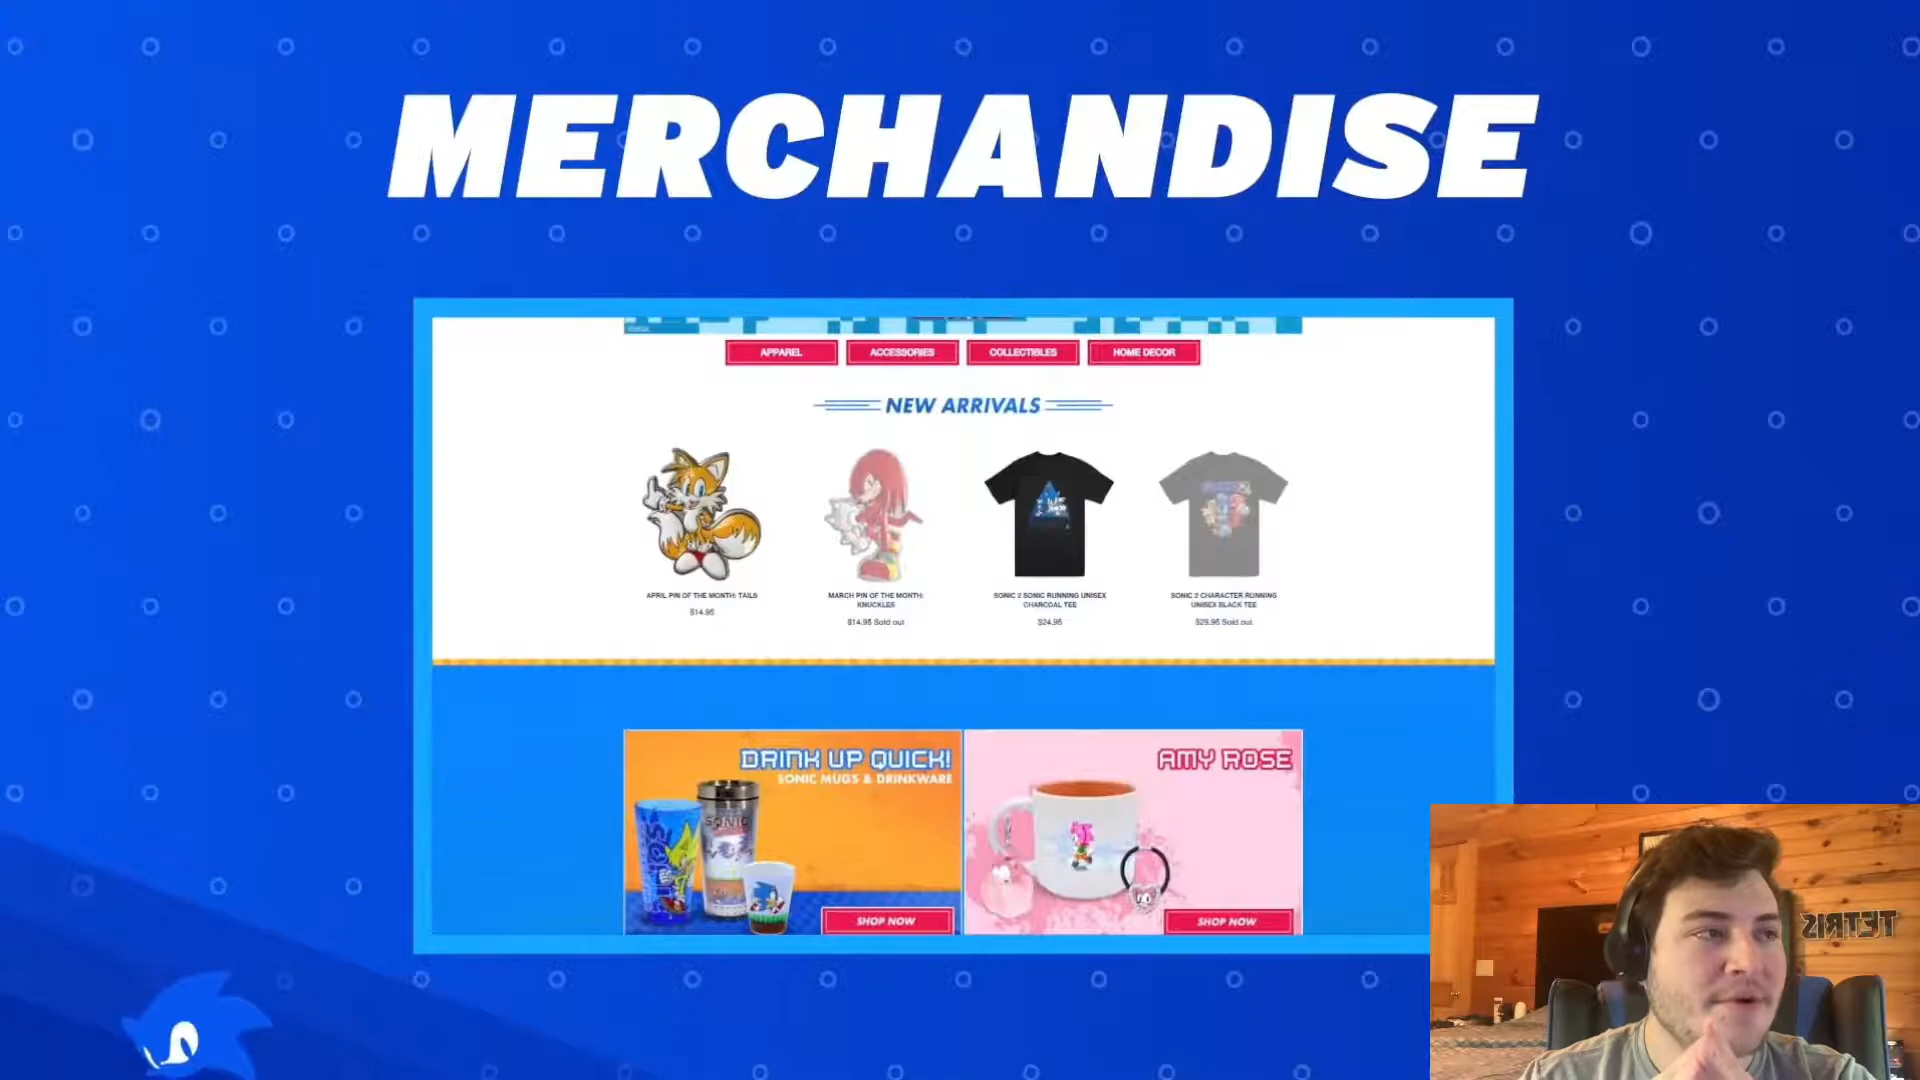 MERCHANDISE
APPAREL
ACCESSORIES
COLLECTIBLES
HOME DECOR
NEW ARRIVALS
APRIL PIN OF THE MONTH: TAILS
$14.95
MARCH PIN OF THE MONTH:
KNUCKLES
$14.95 Sold out
SONIC 2 SONIC RUNNING UNISEX
CHARCOAL TEE
$24.95
SONIC 2 CHARACTER RUNNING
UNISEX BLACK TEE
$29.95 Sold out
DRINK UP QUICK!
SONIC MUGS & DRINKWARE
SONIC
SONIC
SHOP NOW
AMY ROSE
SHOP NOW
TETRIS